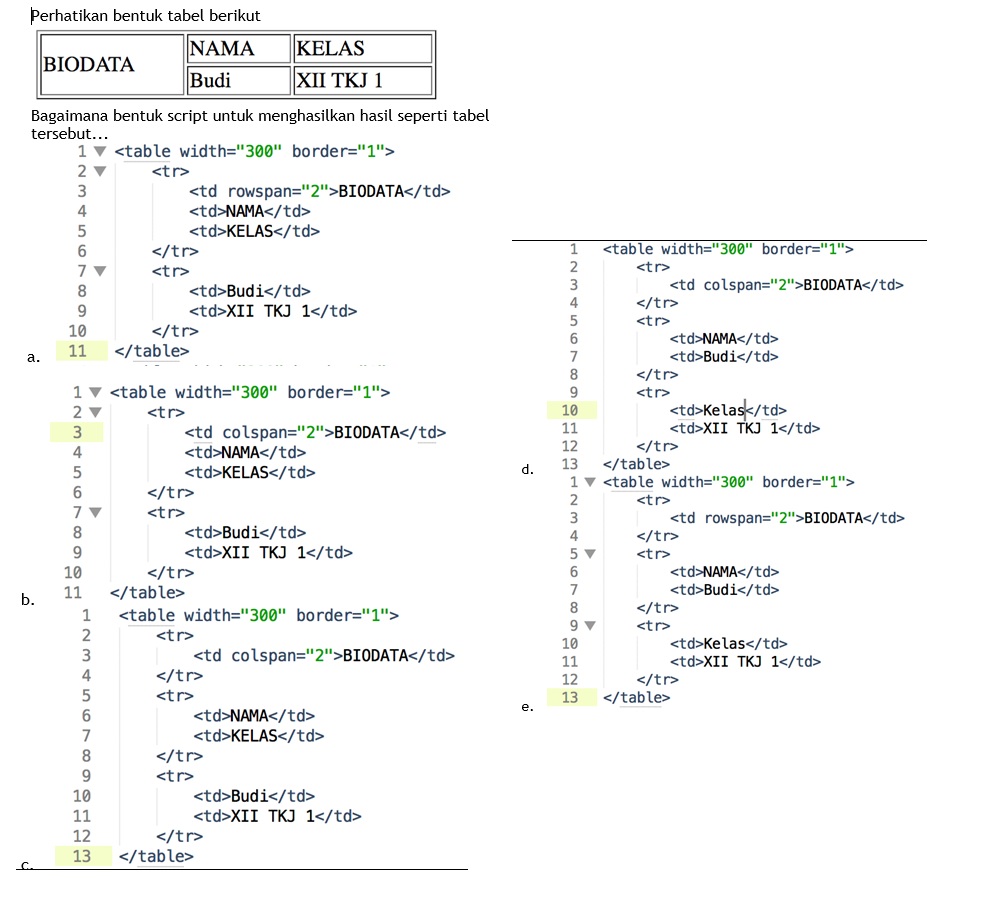 Perhatikan bentuk tabel berikut
BIODATA
NAMA KELAS
Budi XII TKJ 1
Bagaimana bentuk script untuk menghasilkan hasil seperti tabel
tersebut...
1 <table width="300" border="1">
2 <tr>
3 <td rowspan="2">BIODATA</td>
4 <td>NAMA</td>
5 <td>KELAS</td>
6 </tr>
7 <tr>
8 <td>Budi</td>
9 <td>XII TKJ 1</td>
10 </tr>
a. 11 </table>
1 <table width="300" border="1">
2 <tr>
3 <td colspan="2">BIODATA</td>
4 <td>NAMA</td>
5 <td>KELAS</td>
6 </tr>
7 <tr>
8 <td>Budi</td>
9 <td>XII TKJ 1</td>
10 </tr>
b. 11 </table>
1 <table width="300" border="1">
2 <tr>
3 <td colspan="2">BIODATA</td>
4 </tr>
5 <tr>
6 <td>NAMA</td>
7 <td>KELAS</td>
8 </tr>
9 <tr>
10 <td>Budi</td>
11 <td>XII TKJ 1</td>
12 </tr>
c. 13 </table>
1 <table width="300" border="1">
2 <tr>
3 <td colspan="2">BIODATA</td>
4 </tr>
5 <tr>
6 <td>NAMA</td>
7 <td>Budi</td>
8 </tr>
9 <tr>
10 <td>Kelas</td>
11 <td>XII TKJ 1</td>
12 </tr>
d. 13 </table>
1 <table width="300" border="1">
2 <tr>
3 <td rowspan="2">BIODATA</td>
4 </tr>
5 <tr>
6 <td>NAMA</td>
7 <td>Budi</td>
8 </tr>
9 <tr>
10 <td>Kelas</td>
11 <td>XII TKJ 1</td>
12 </tr>
e. 13 </table>